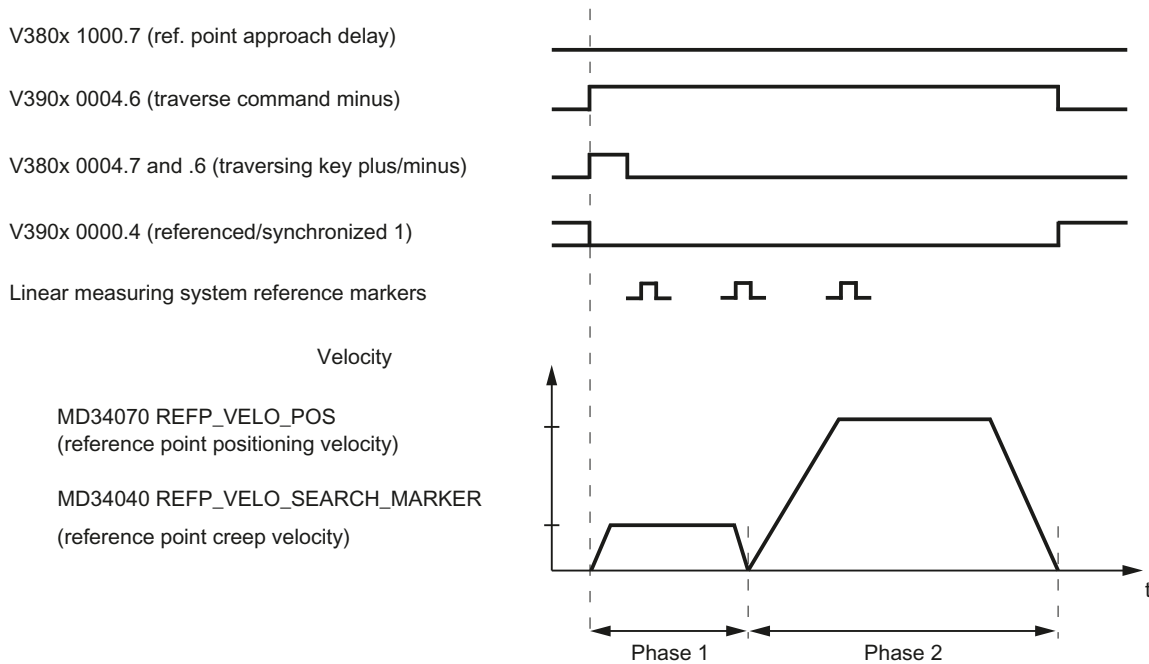 V380x 1000.7 (ref. point approach delay)
V390x 0004.6 (traverse command minus)
V380x 0004.7 and .6 (traversing key plus/minus)
V390x 0000.4 (referenced/synchronized 1)
Linear measuring system reference markers
Velocity
MD34070 REFP_VELO_POS
(reference point positioning velocity)
MD34040 REFP_VELO_SEARCH_MARKER
(reference point creep velocity)
t
Phase 1
Phase 2